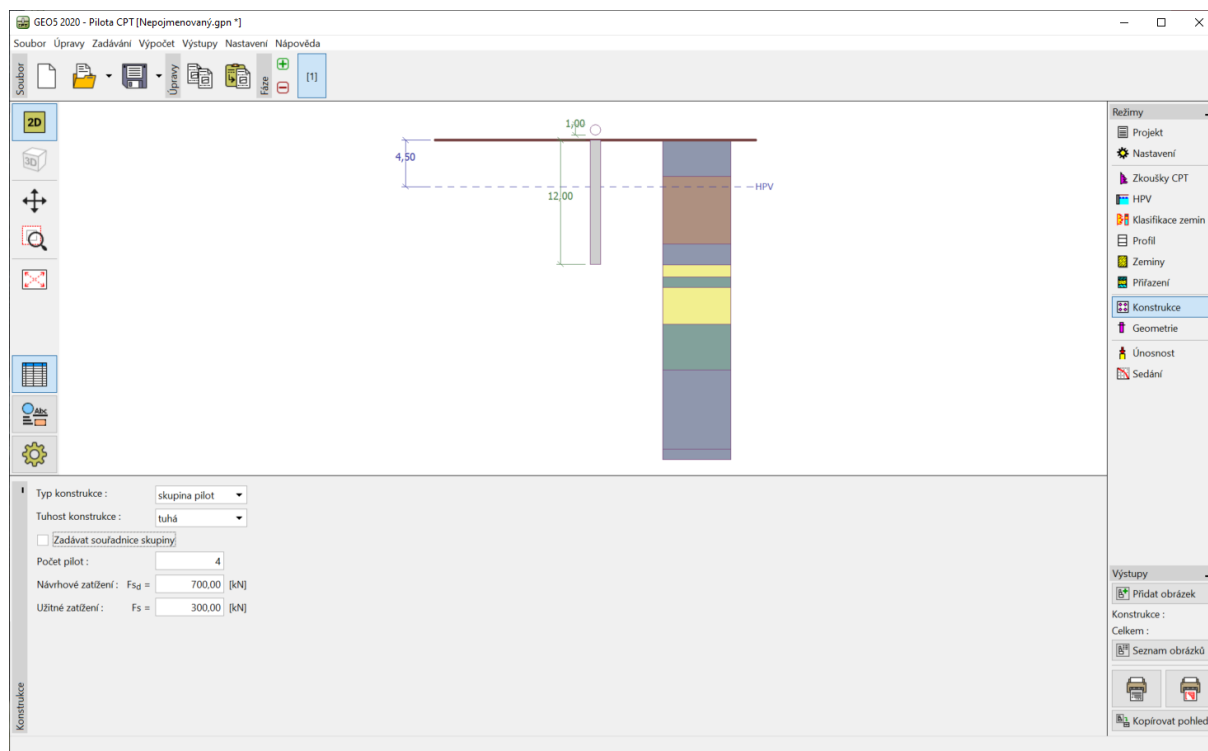 GEO5 2020 - Pilota CPT [Nepojmenovaný.gpn *]
Soubor Úpravy Zadávání Výpočet Výstupy Nastavení Nápověda
Soubor
Úpravy
Fáze
[1]
2D
3D
1,00
4,50
12,00
HPV
Abc
Režimy
Projekt
Nastavení
Zkoušky CPT
HPV
Klasifikace zemin
Profil
Zeminy
Přiřazení
Konstrukce
Geometrie
Únosnost
Sedání
Konstrukce
Typ konstrukce : skupina pilot
Tuhost konstrukce : tuhá
Zadávat souřadnice skupiny
Počet pilot : 4
Návrhové zatížení : Fsd = 700,00 [kN]
Užitné zatížení : Fs = 300,00 [kN]
Výstupy
Přidat obrázek
Konstrukce :
Celkem :
Seznam obrázků
Kopírovat pohled